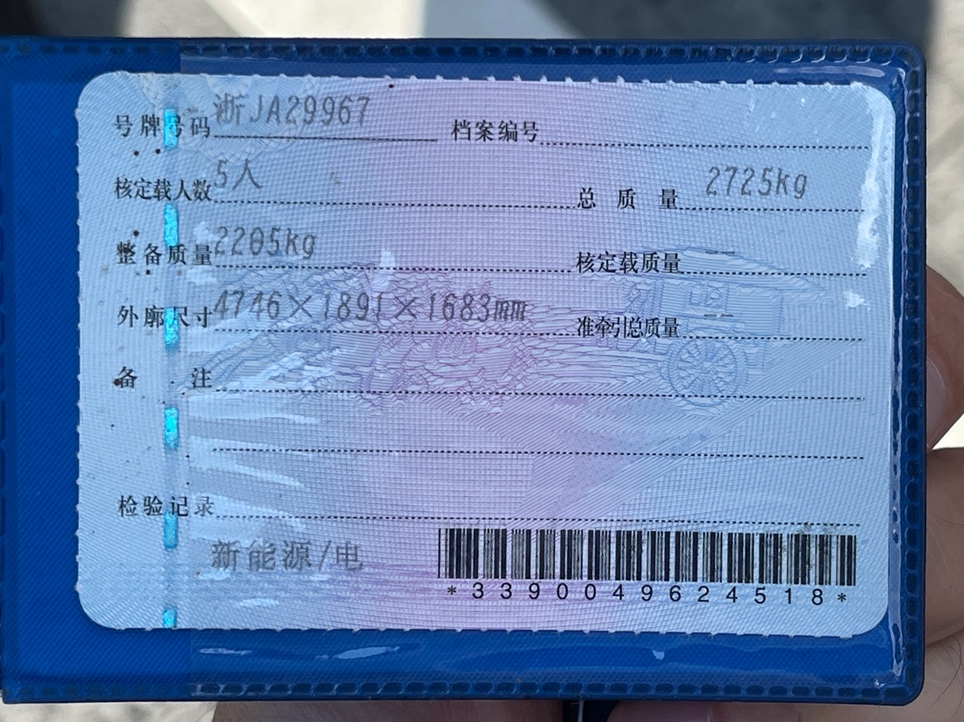 号牌号码 浙JA29967 档案编号
核定载人数 5人 总质量 2725kg
整备质量 2205kg 核定载质量 --
外廓尺寸 4746×1891×1683mm 准牵引总质量 --
备注
检验记录
新能源/电
*3390049624518*